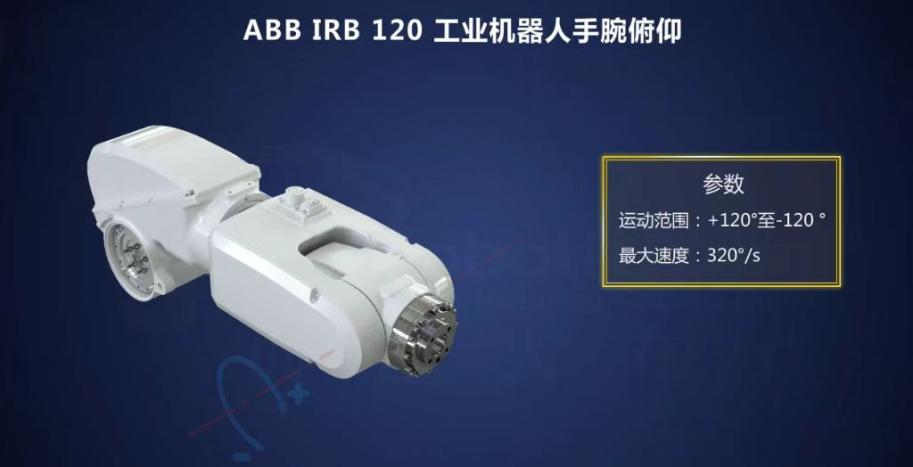 ABB IRB 120 工业机器人手腕俯仰
参数
运动范围：+120°至-120 °
最大速度：320°/s